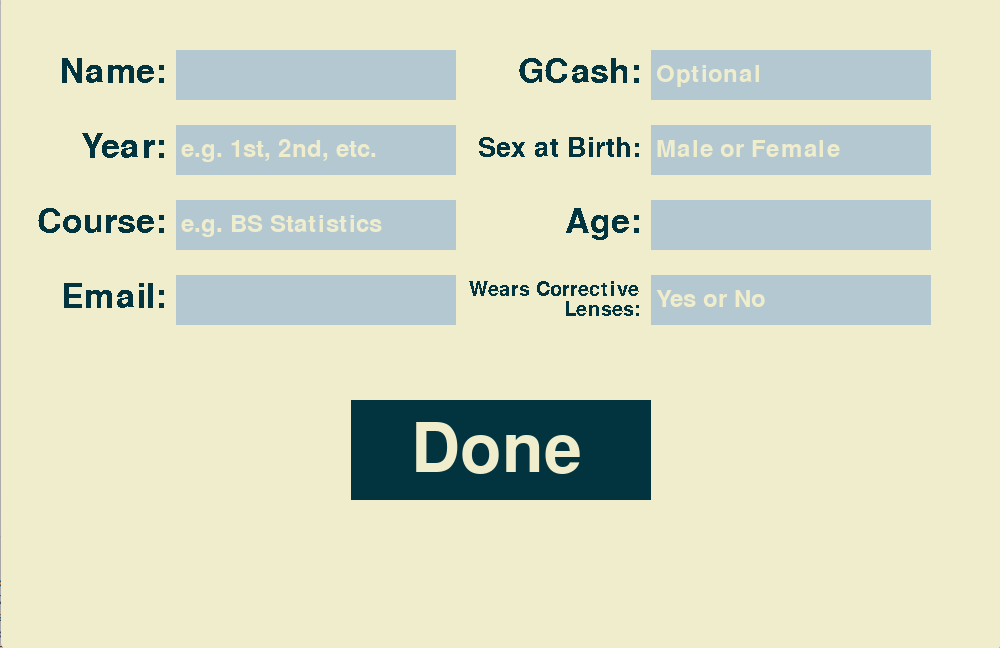 Name:
GCash: Optional
Year: e.g. 1st, 2nd, etc.
Sex at Birth: Male or Female
Course: e.g. BS Statistics
Age:
Email:
Wears Corrective
Lenses: Yes or No
Done